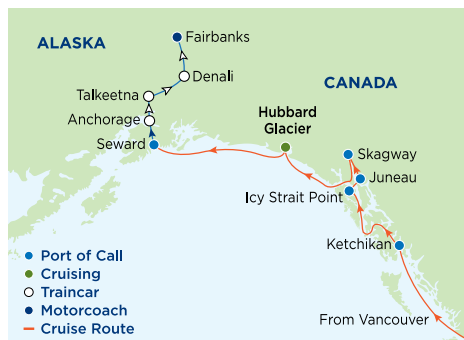 ALASKA
Fairbanks
Denali
CANADA
Talkeetna
Anchorage
Hubbard
Glacier
Seward
Skagway
Juneau
Icy Strait Point
Ketchikan
Port of Call
Cruising
Traincar
Motorcoach
Cruise Route
From Vancouver